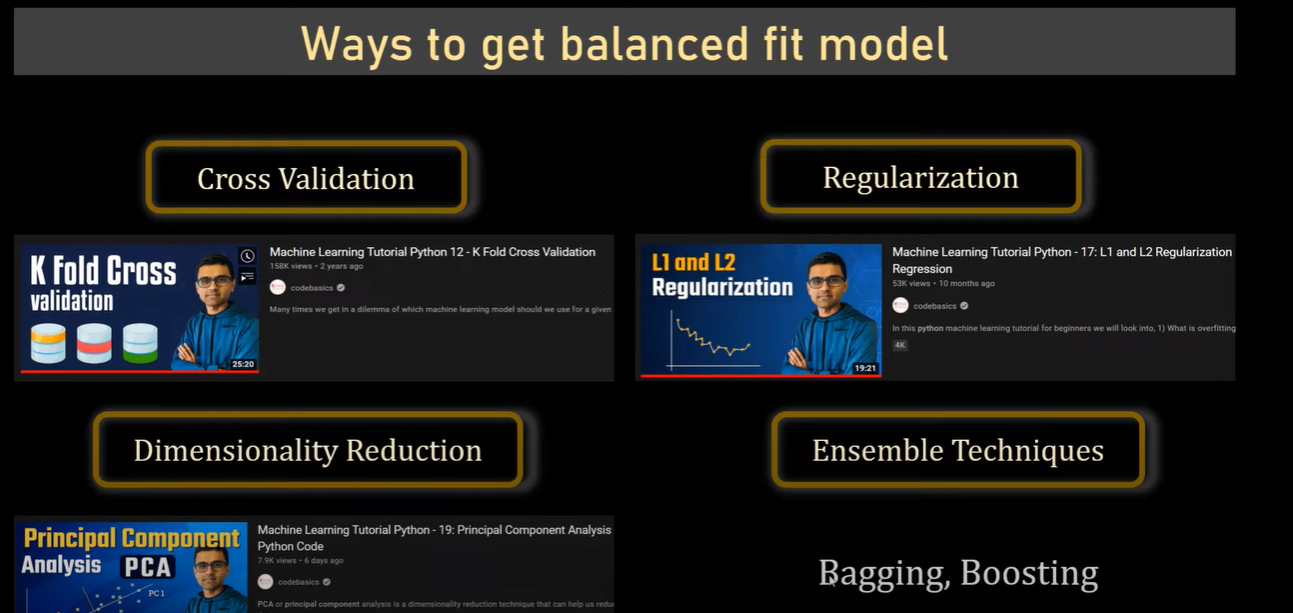 Ways to get balanced fit model
Cross Validation
Regularization
K Fold Cross
validation
25:20
Machine Learning Tutorial Python 12 - K Fold Cross Validation
158K views • 2 years ago
codebasics
Many times we get in a dilemma of which machine learning model should we use for a given
L1 and L2
Regularization
19:21
Machine Learning Tutorial Python - 17: L1 and L2 Regularization
Regression
53K views • 10 months ago
codebasics
In this python machine learning tutorial for beginners we will look into, 1) What is overfitting
4K
Dimensionality Reduction
Ensemble Techniques
Principal Component
Analysis PCA
PC1
Machine Learning Tutorial Python - 19: Principal Component Analysis
Python Code
7.9K views • 6 days ago
codebasics
PCA or principal component analysis is a dimensionality reduction technique that can help us redu
Bagging, Boosting